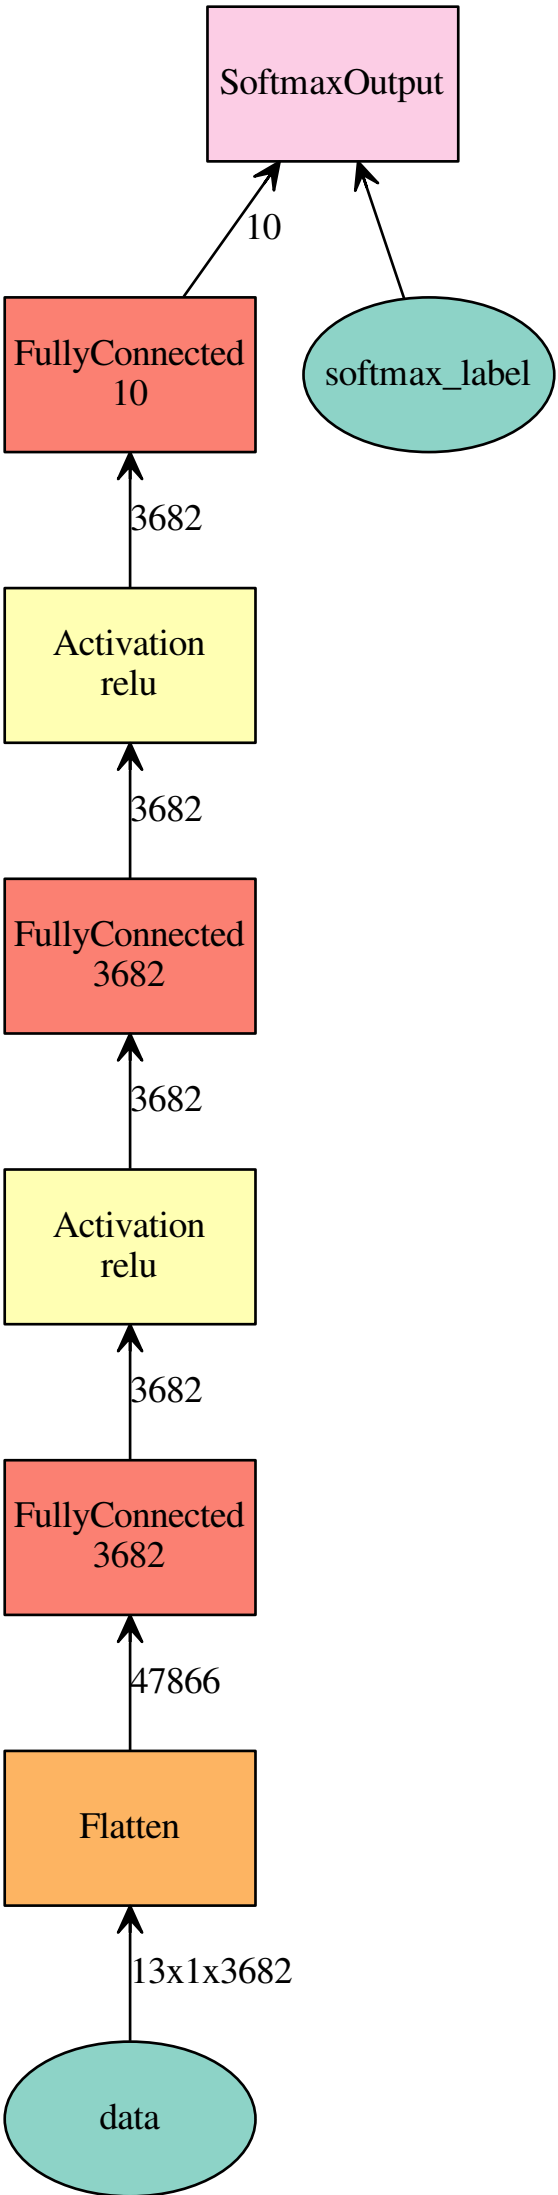 SoftmaxOutput
10
FullyConnected
10
softmax_label
3682
Activation
relu
3682
FullyConnected
3682
3682
Activation
relu
3682
FullyConnected
3682
47866
Flatten
13x1x3682
data